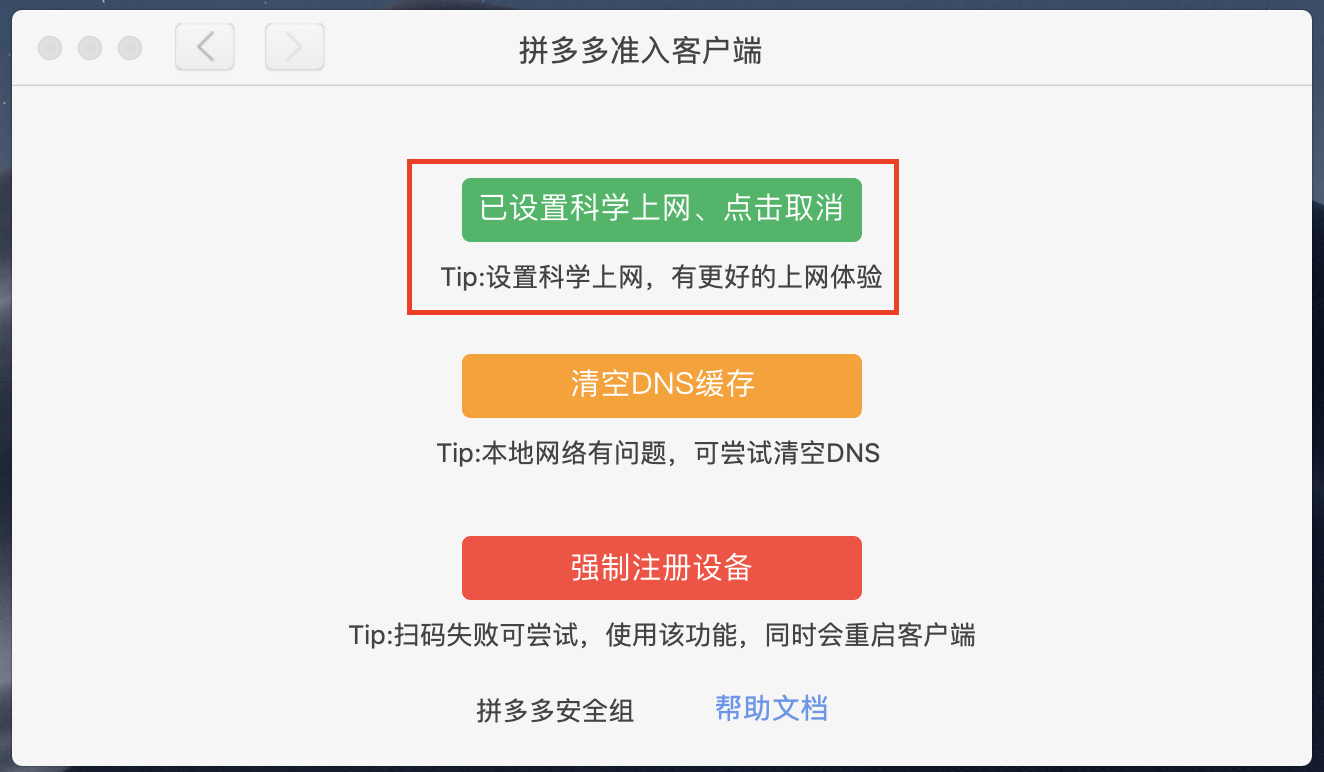 拼多多准入客户端
已设置科学上网、点击取消
Tip:设置科学上网，有更好的上网体验
清空DNS缓存
Tip:本地网络有问题，可尝试清空DNS
强制注册设备
Tip:扫码失败可尝试，使用该功能，同时会重启客户端
拼多多安全组 帮助文档